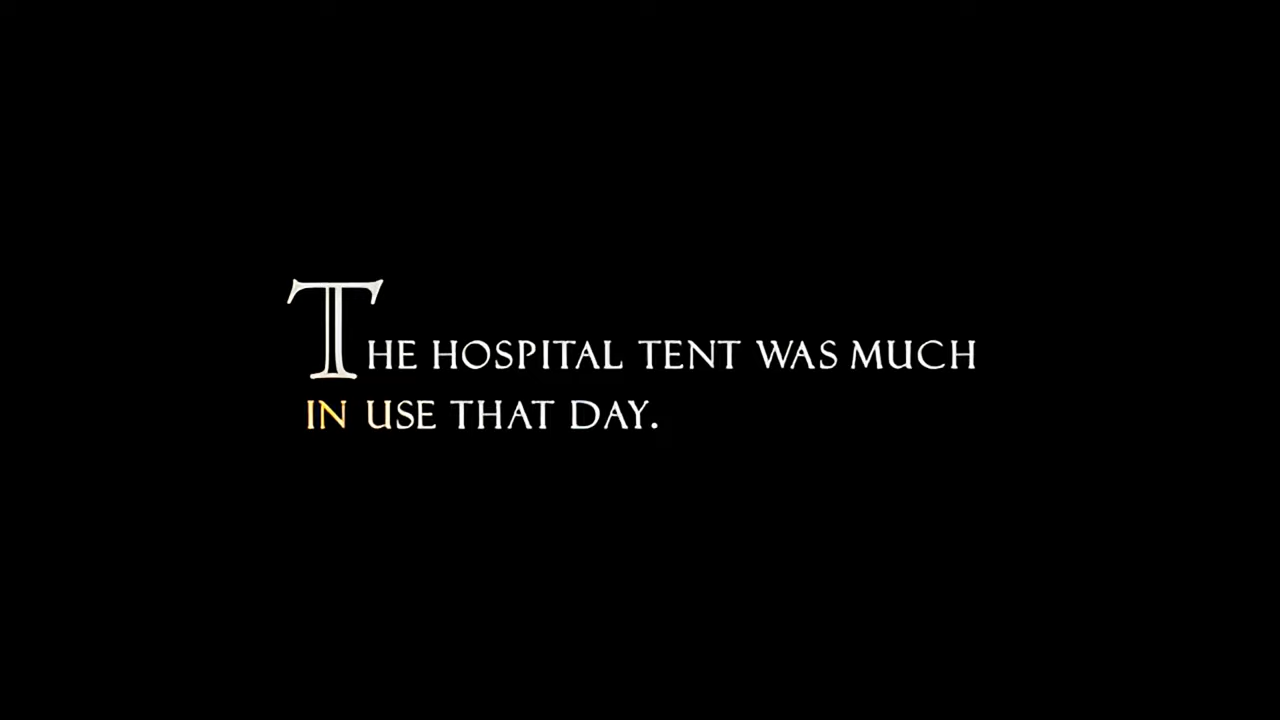 THE HOSPITAL TENT WAS MUCH
IN USE THAT DAY.